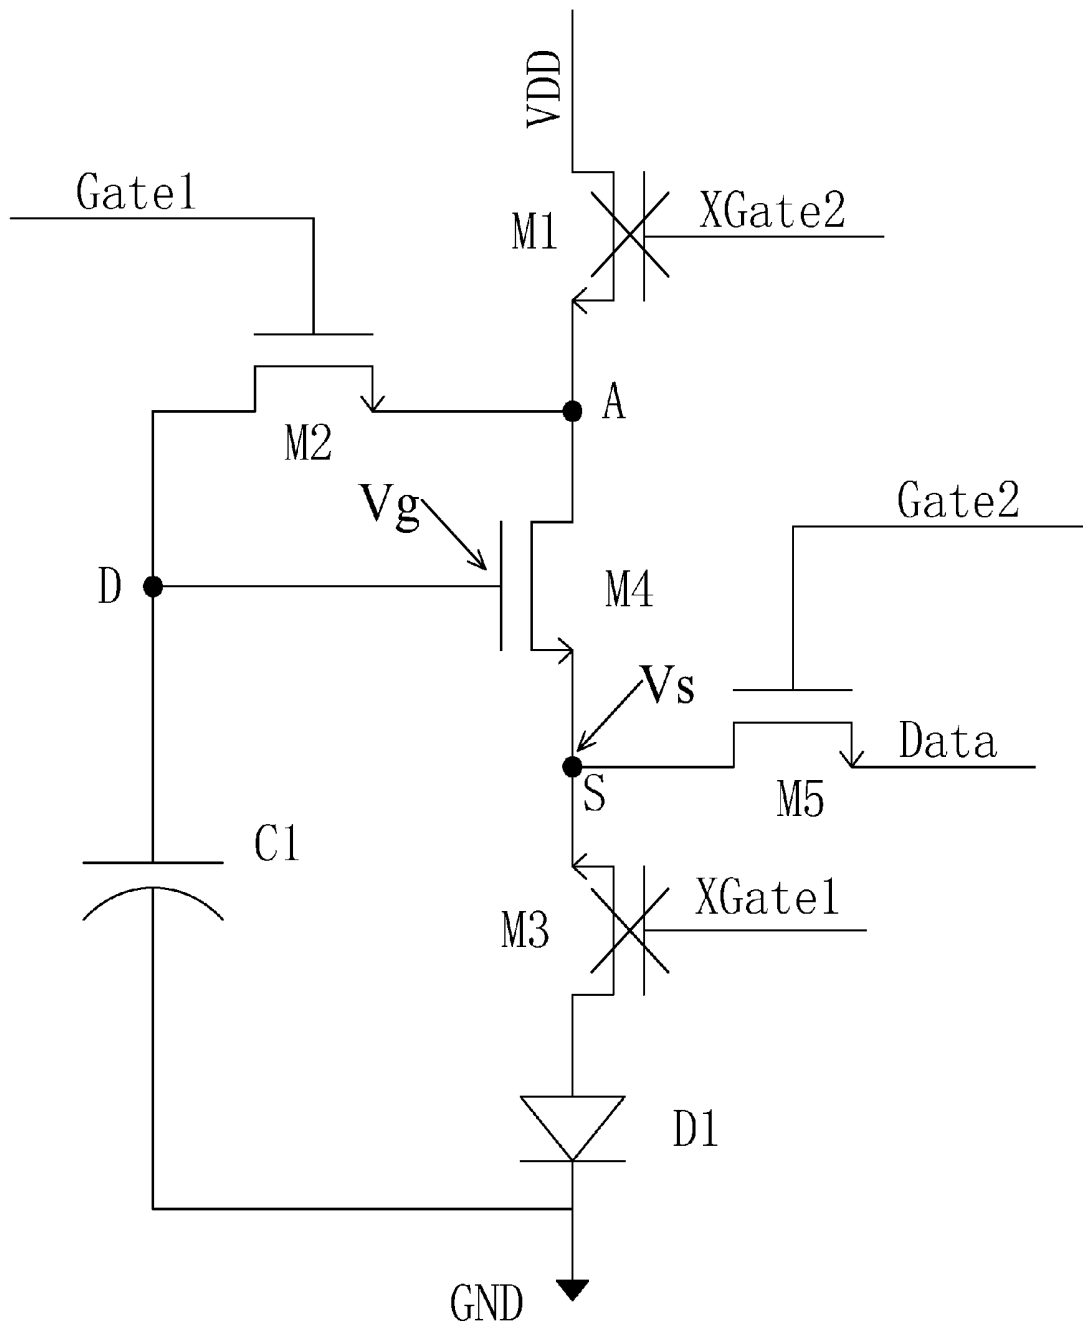 VDD
Gate1
XGate2
M1
A
M2
Vg
Gate2
D
M4
Vs
Data
S
M5
C1
XGate1
M3
D1
GND